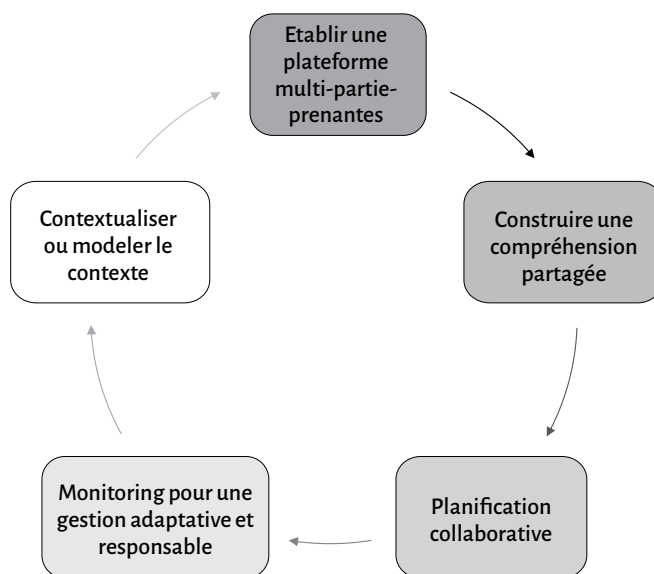 Etablir une
plateforme
multi-partie-
prenantes
Construire une
compréhension
partagée
Planification
collaborative
Monitoring pour une
gestion adaptative et
responsable
Contextualiser
ou modeler le
contexte